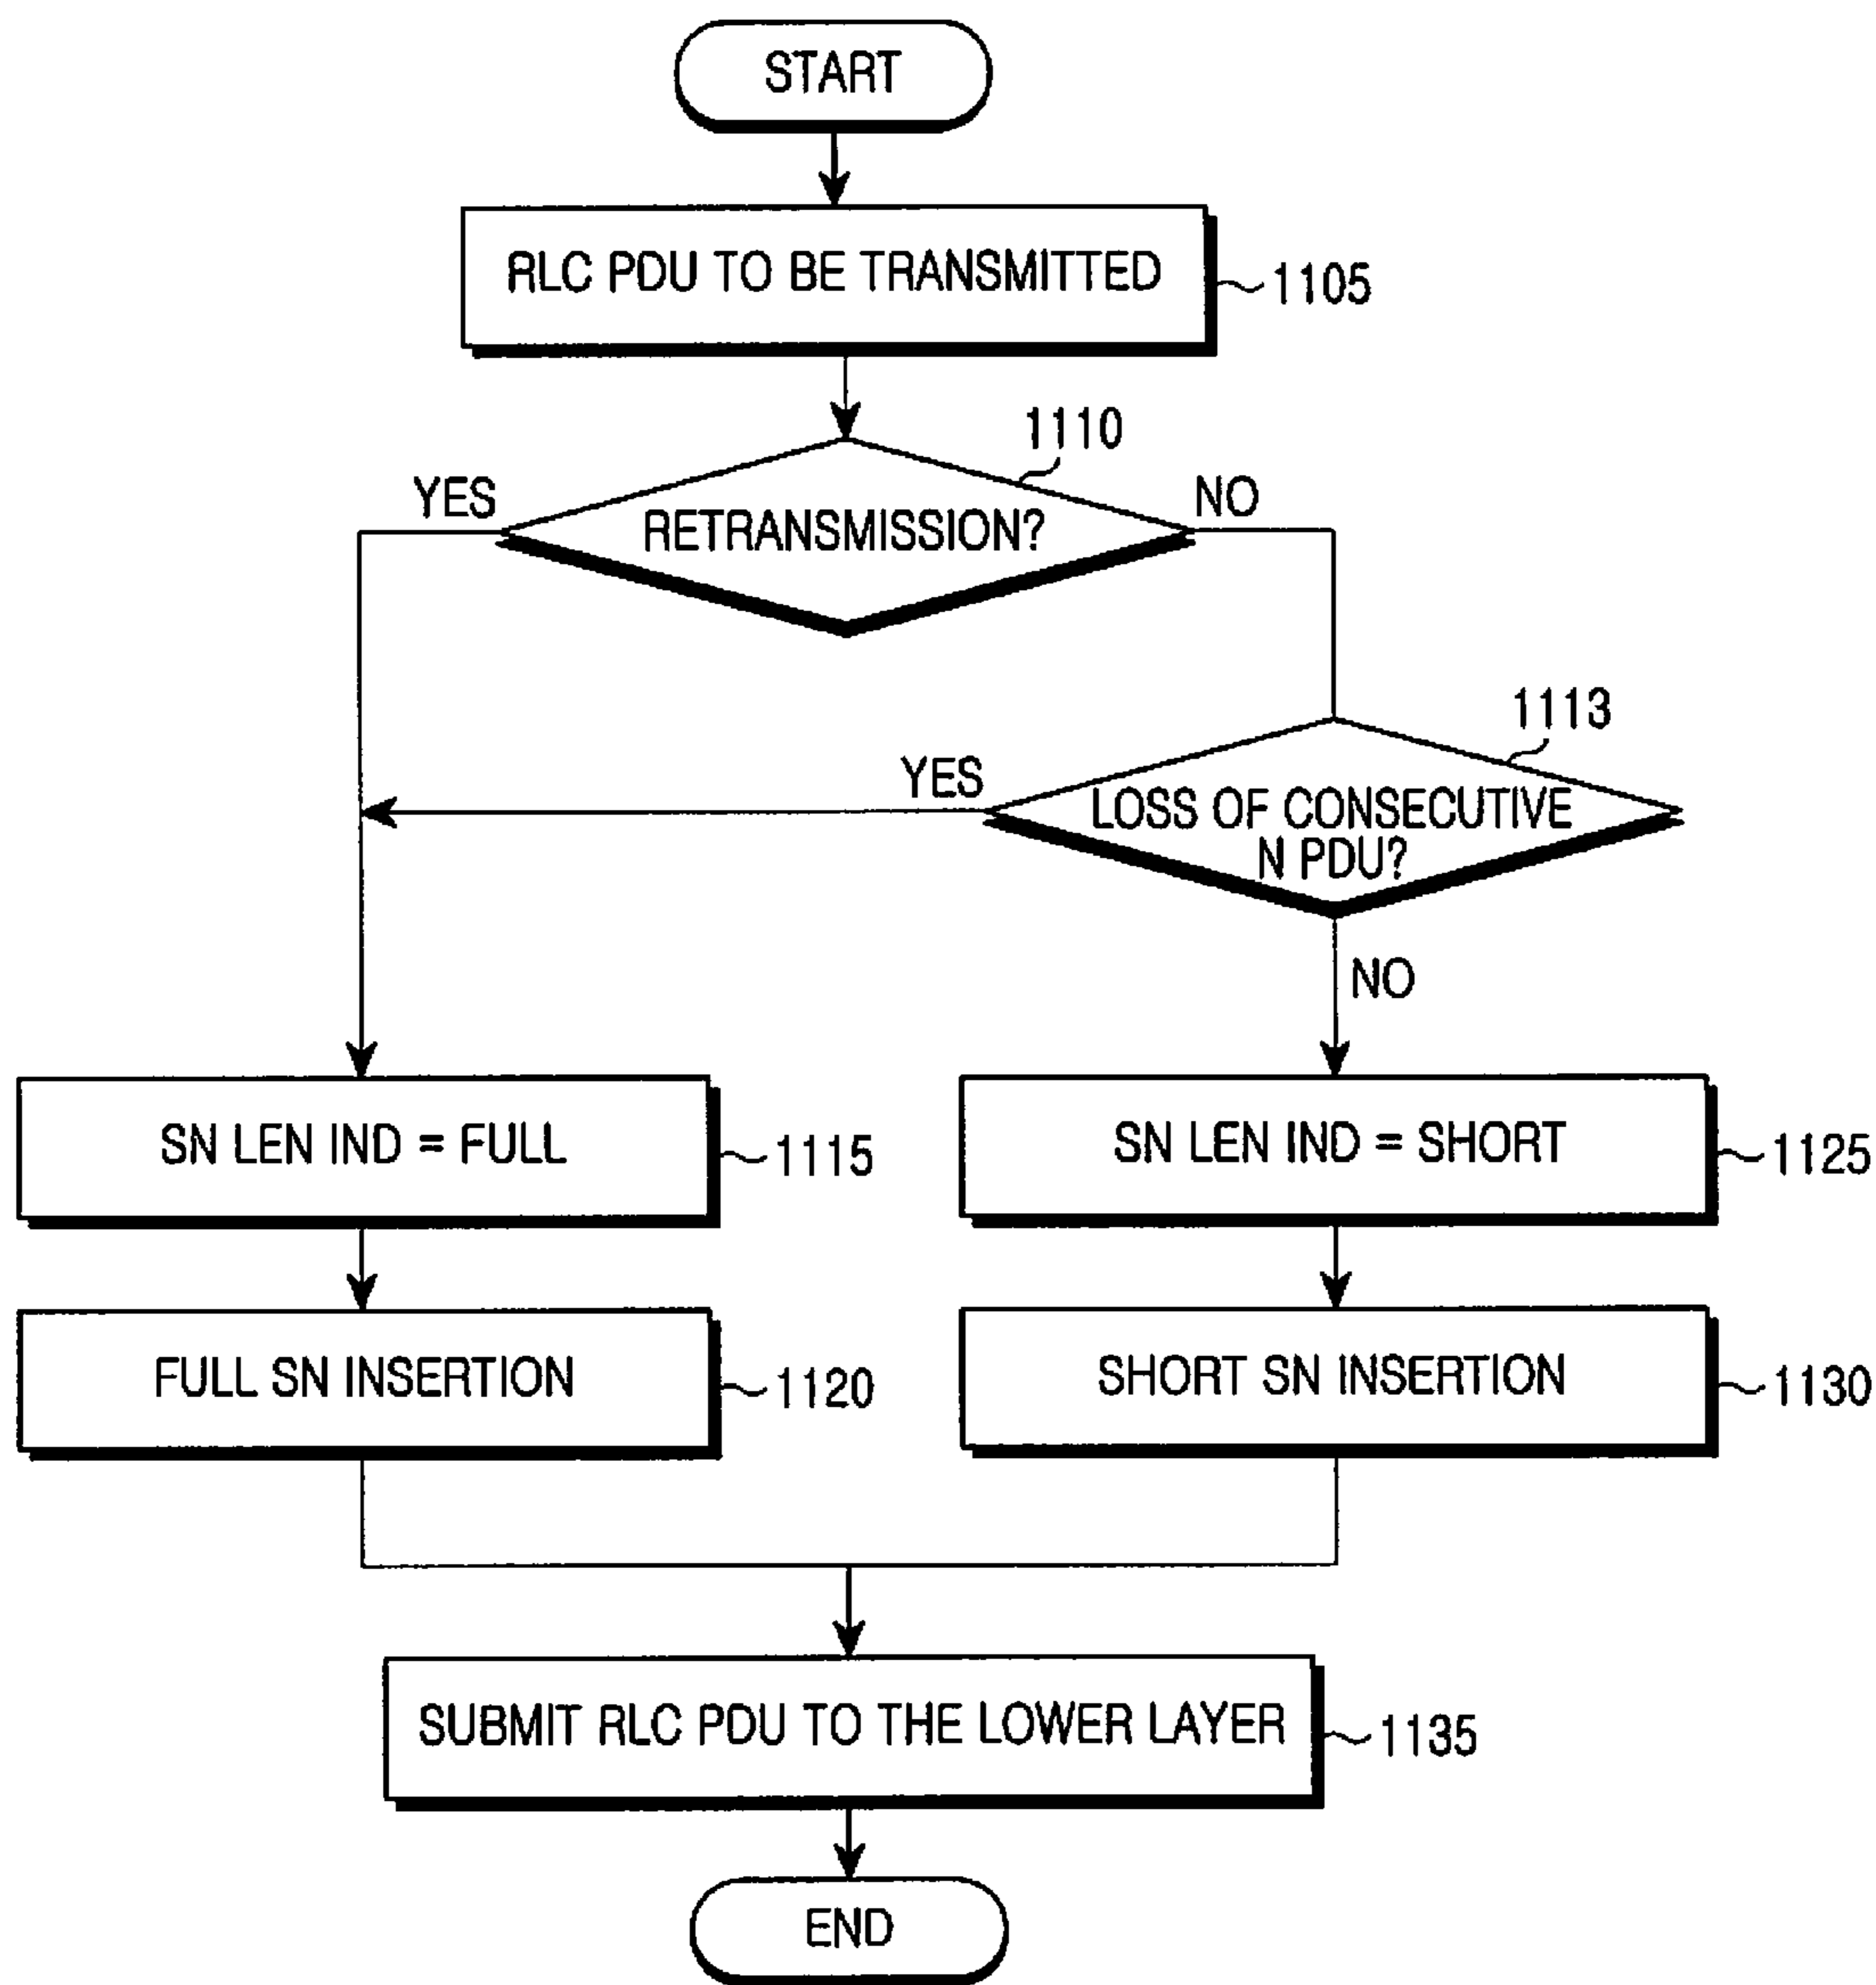 START
RLC PDU TO BE TRANSMITTED
1105
1110
YES
NO
RETRANSMISSION?
1113
YES
LOSS OF CONSECUTIVE
N PDU?
NO
SN LEN IND = FULL
1115
SN LEN IND = SHORT
1125
FULL SN INSERTION
1120
SHORT SN INSERTION
1130
SUBMIT RLC PDU TO THE LOWER LAYER
1135
END